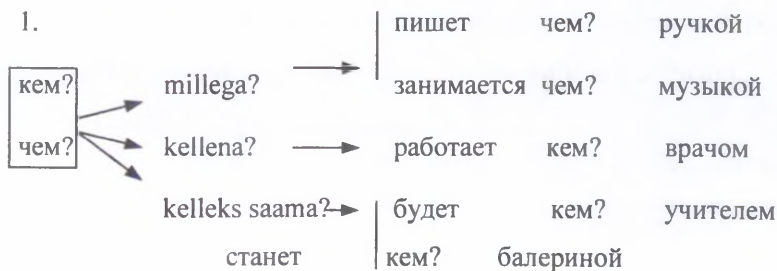 1. пишет чем? ручкой
кем? millega? занимается чем? музыкой
чем? kellena? работает кем? врачом
kelleks saama? будет кем? учителем
станет кем? балериной